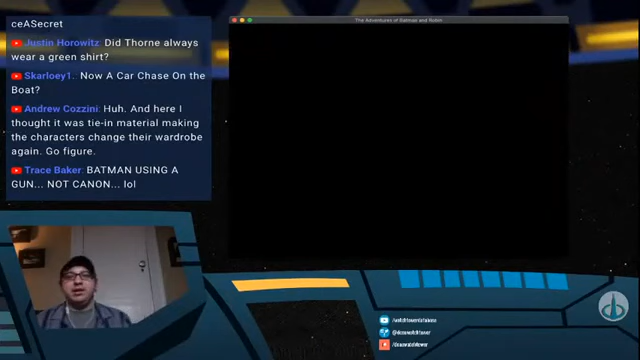 The Adventures of Batman and Robin
ceASecret
Justin Horowitz: Did Thorne always
wear a green shirt?
Skarloey1.: Now A Car Chase On the
Boat?
Andrew Cozzini: Huh. And here I
thought it was tie-in material making
the characters change their wardrobe
again. Go figure.
Trace Baker: BATMAN USING A
GUN... NOT CANON... lol